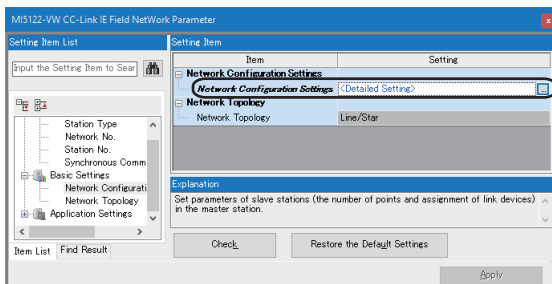 MI5122-VW CC-Link IE Field NetWork Parameter
Setting Item List
Input the Setting Item to Sear
Station Type
Network No.
Station No.
Synchronous Comm
Basic Settings
Network Configurati
Network Topology
Application Settings
Item List
Find Result
Setting Item
Item
Setting
Network Configuration Settings
Network Configuration Settings
<Detailed Setting>
Network Topology
Network Topology
Line/Star
Explanation
Set parameters of slave stations (the number of points and assignment of link devices)
in the master station.
Check
Restore the Default Settings
Apply